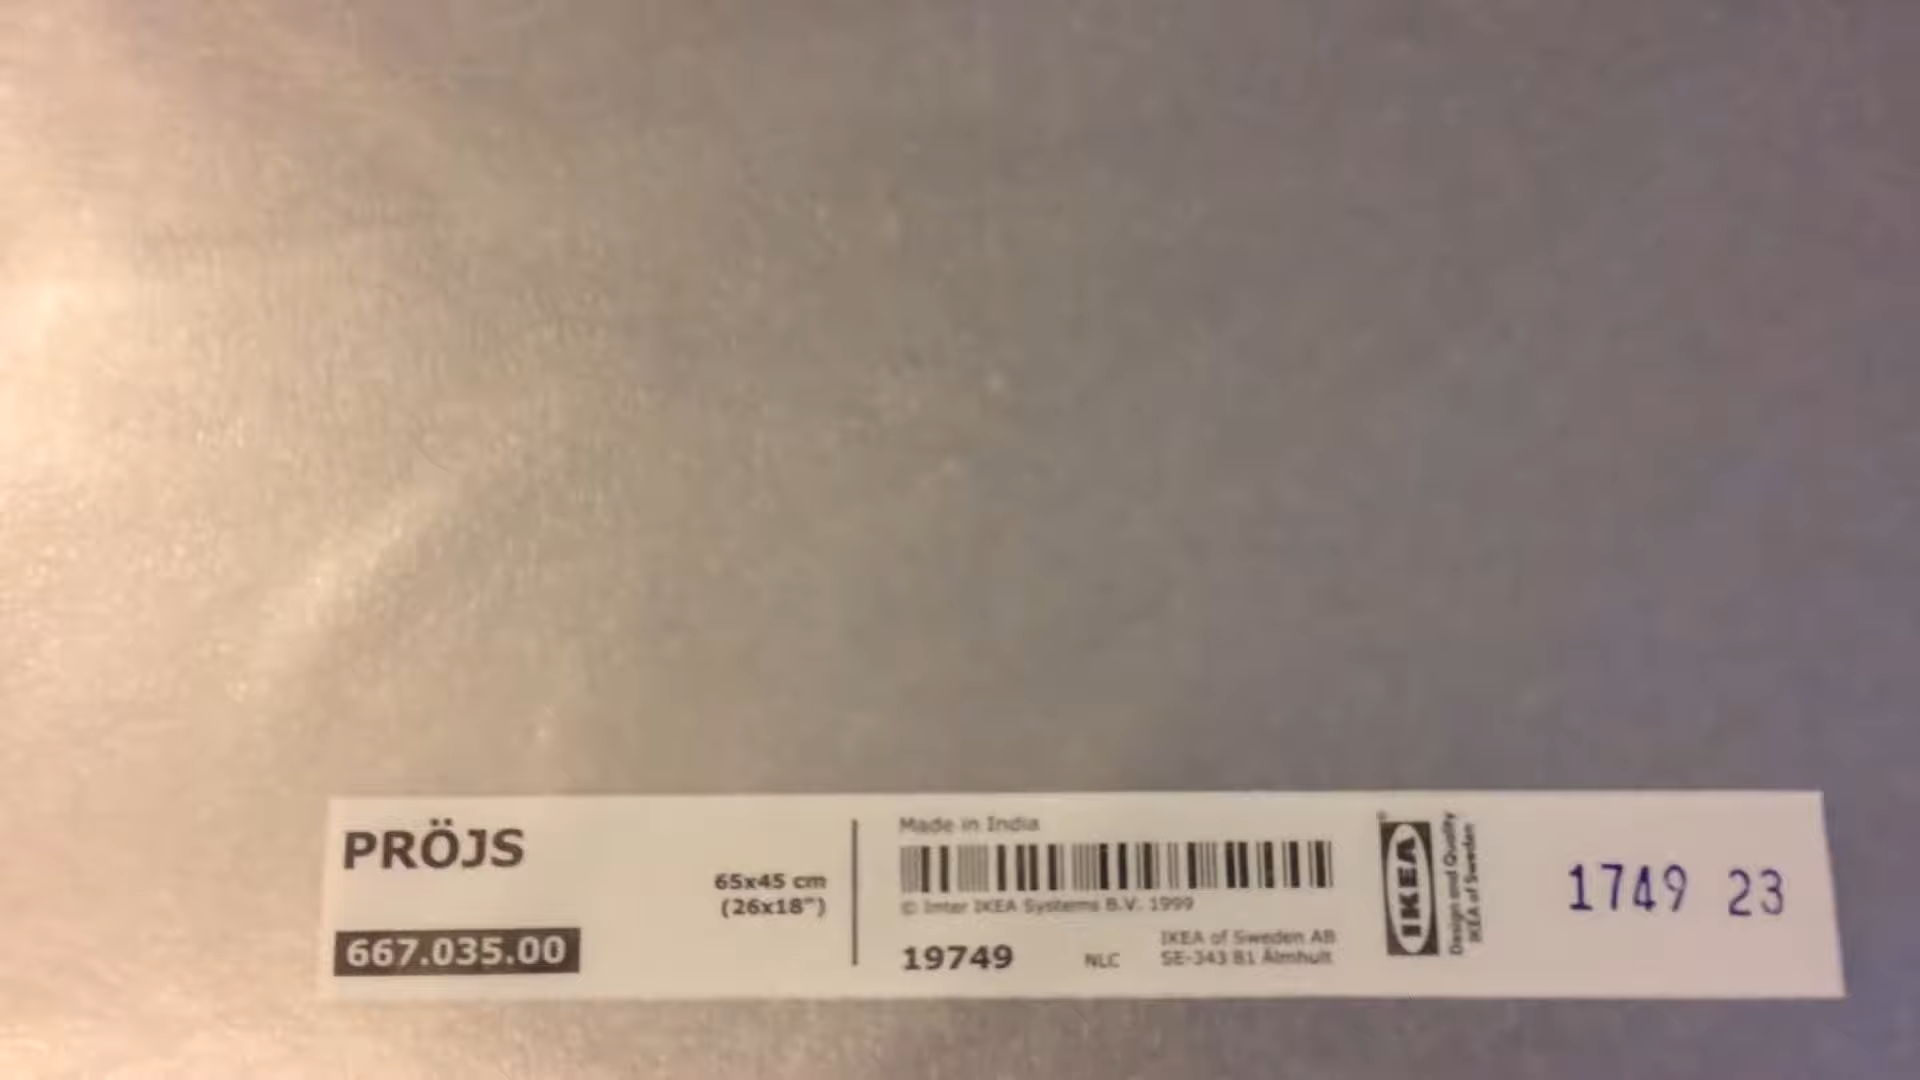 PRÖJS
65x45 cm
(26x18")
667.035.00
Made in India
© Inter IKEA Systems B.V. 1999
19749
NLC
IKEA of Sweden AB
SE-343 81 Älmhult
IKEA®
Design and Quality
IKEA of Sweden
1749 23